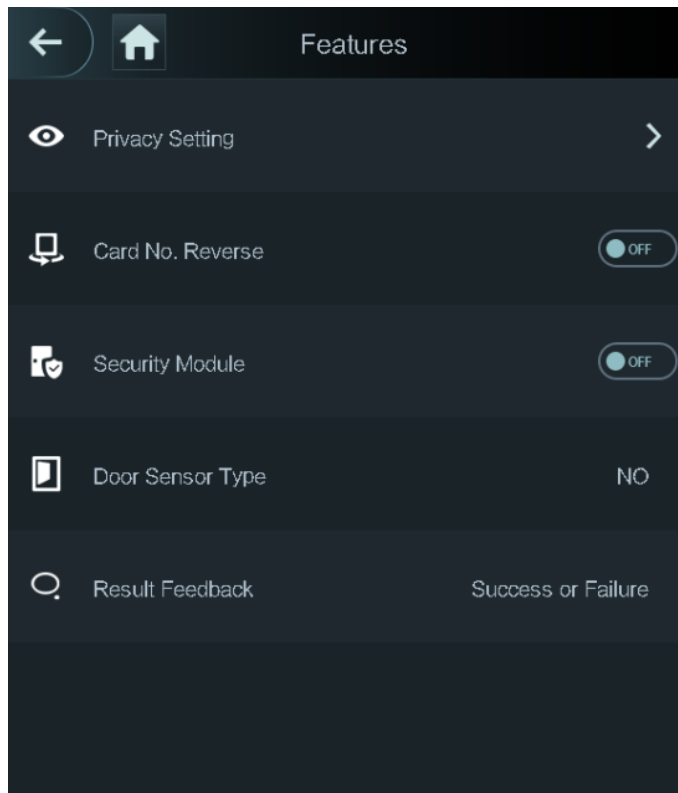 Features
Privacy Setting
Card No. Reverse
OFF
Security Module
OFF
Door Sensor Type
NO
Result Feedback
Success or Failure